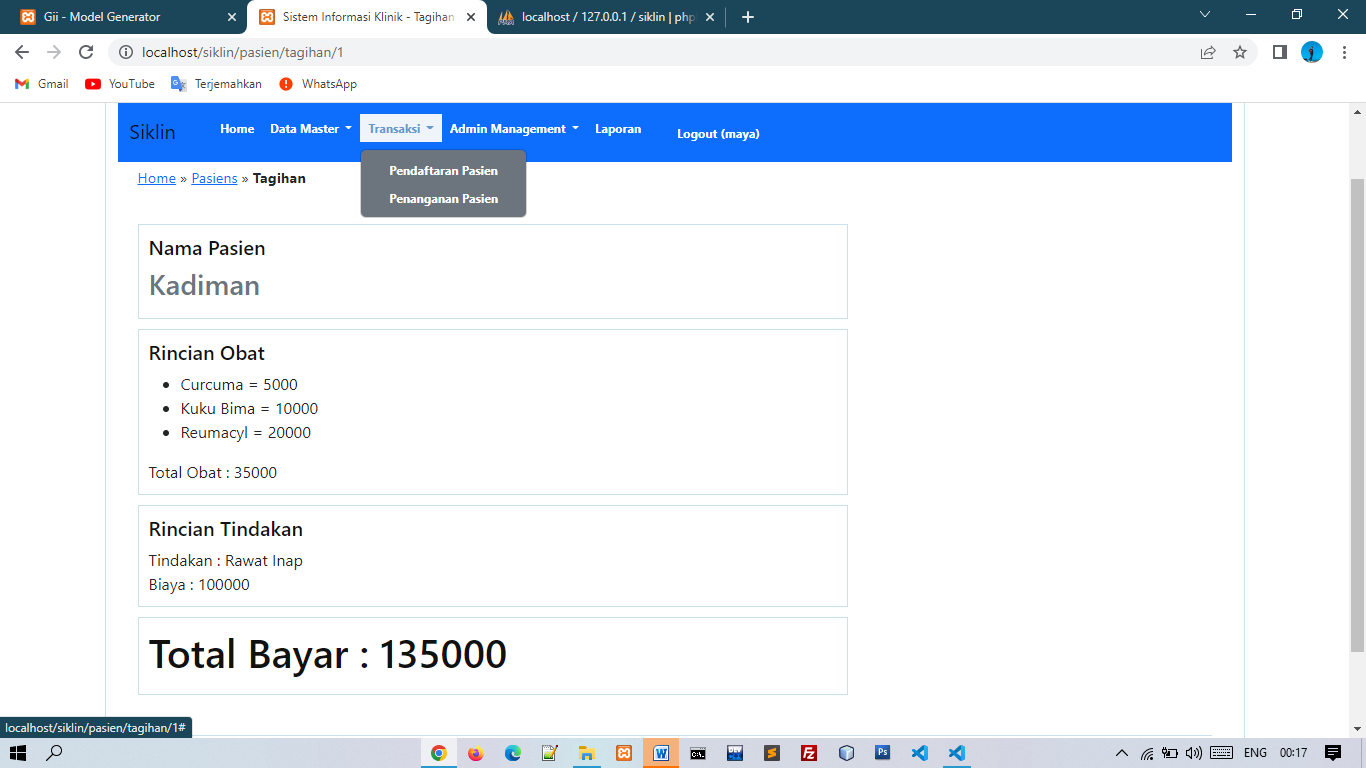 Gii - Model Generator
Sistem Informasi Klinik - Tagihan
localhost / 127.0.0.1 / siklin | php
localhost/siklin/pasien/tagihan/1
Gmail
YouTube
Terjemahkan
WhatsApp
Siklin
Home
Data Master
Transaksi
Admin Management
Laporan
Logout (maya)
Pendaftaran Pasien
Penanganan Pasien
Home » Pasiens » Tagihan
Nama Pasien
Kadiman
Rincian Obat
Curcuma = 5000
Kuku Bima = 10000
Reumacyl = 20000
Total Obat : 35000
Rincian Tindakan
Tindakan : Rawat Inap
Biaya : 100000
Total Bayar : 135000
localhost/siklin/pasien/tagihan/1#
ENG
00:17